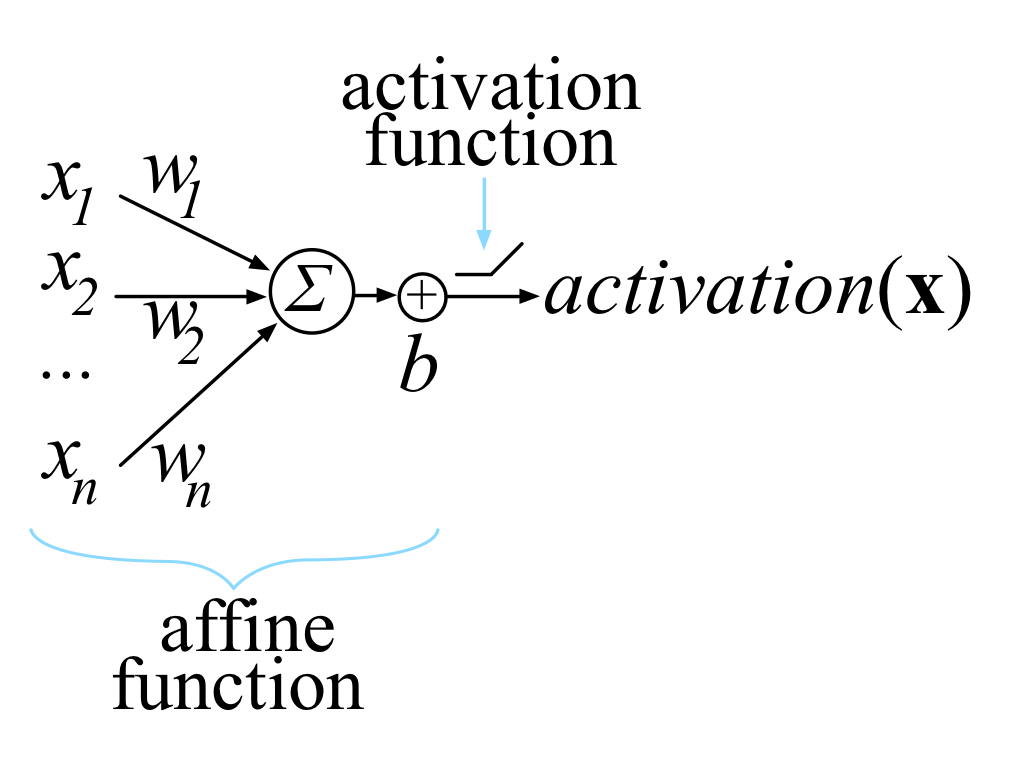 activation
function
x1 w1
x2 w2
...
xn wn
Σ
+
b
activation(x)
affine
function